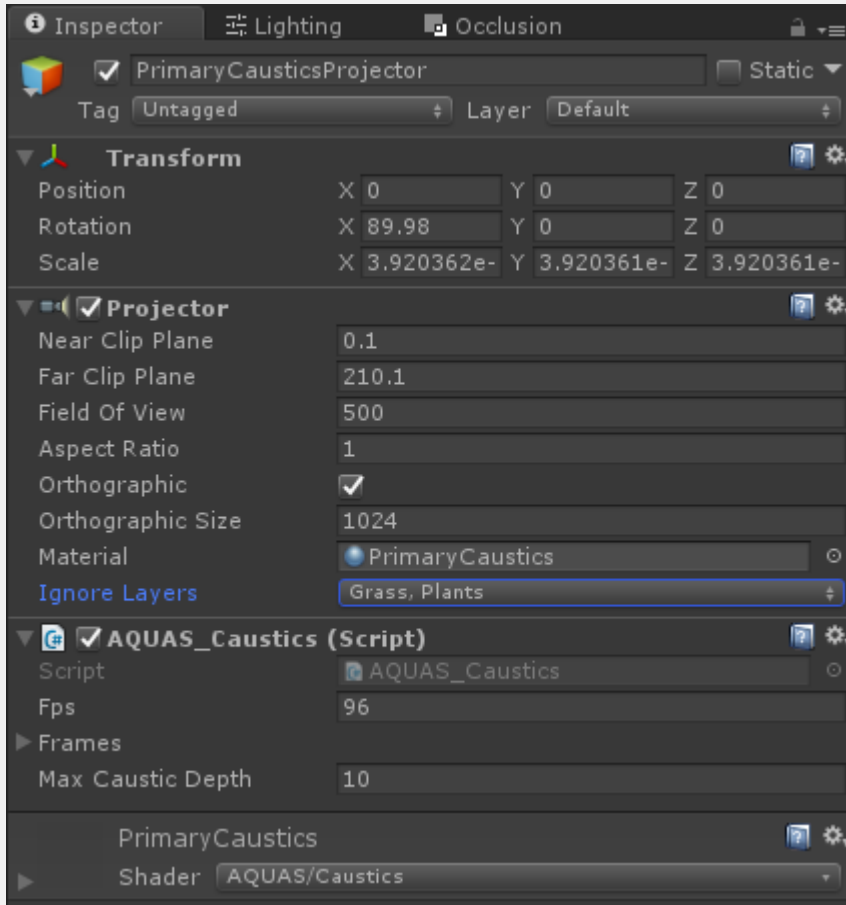 Inspector Lighting Occlusion
PrimaryCausticsProjector Static
Tag Untagged Layer Default
Transform
Position X 0 Y 0 Z 0
Rotation X 89.98 Y 0 Z 0
Scale X 3.920362e- Y 3.920361e- Z 3.920361e-
Projector
Near Clip Plane 0.1
Far Clip Plane 210.1
Field Of View 500
Aspect Ratio 1
Orthographic
Orthographic Size 1024
Material PrimaryCaustics
Ignore Layers Grass, Plants
AQUAS_Caustics (Script)
Script AQUAS_Caustics
Fps 96
Frames
Max Caustic Depth 10
PrimaryCaustics
Shader AQUAS/Caustics